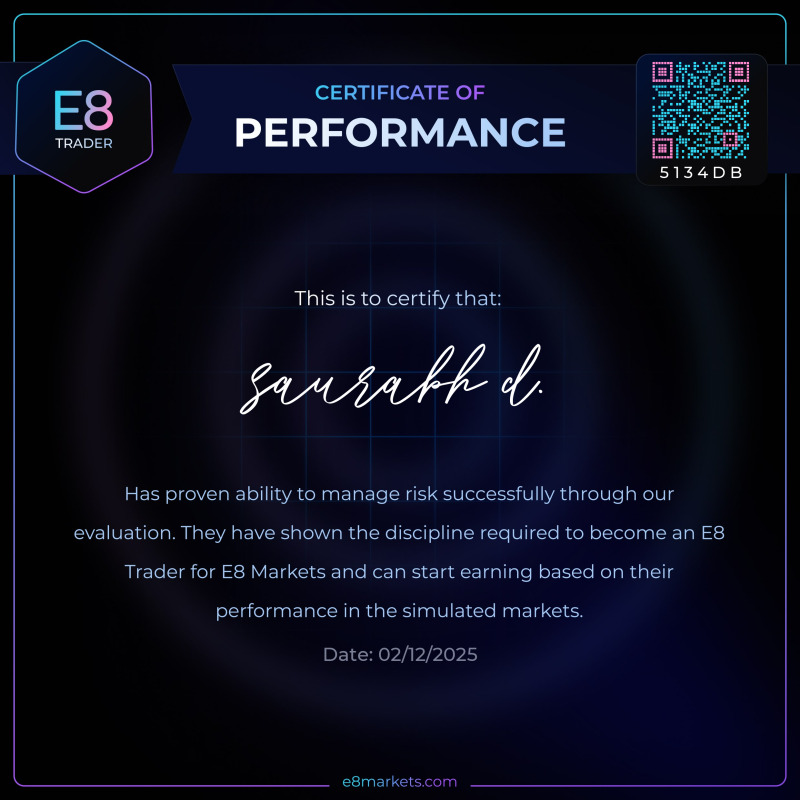 E8
TRADER
CERTIFICATE OF
PERFORMANCE
5134DB
This is to certify that:
saurabh d.
Has proven ability to manage risk successfully through our
evaluation. They have shown the discipline required to become an E8
Trader for E8 Markets and can start earning based on their
performance in the simulated markets.
Date: 02/12/2025
e8markets.com